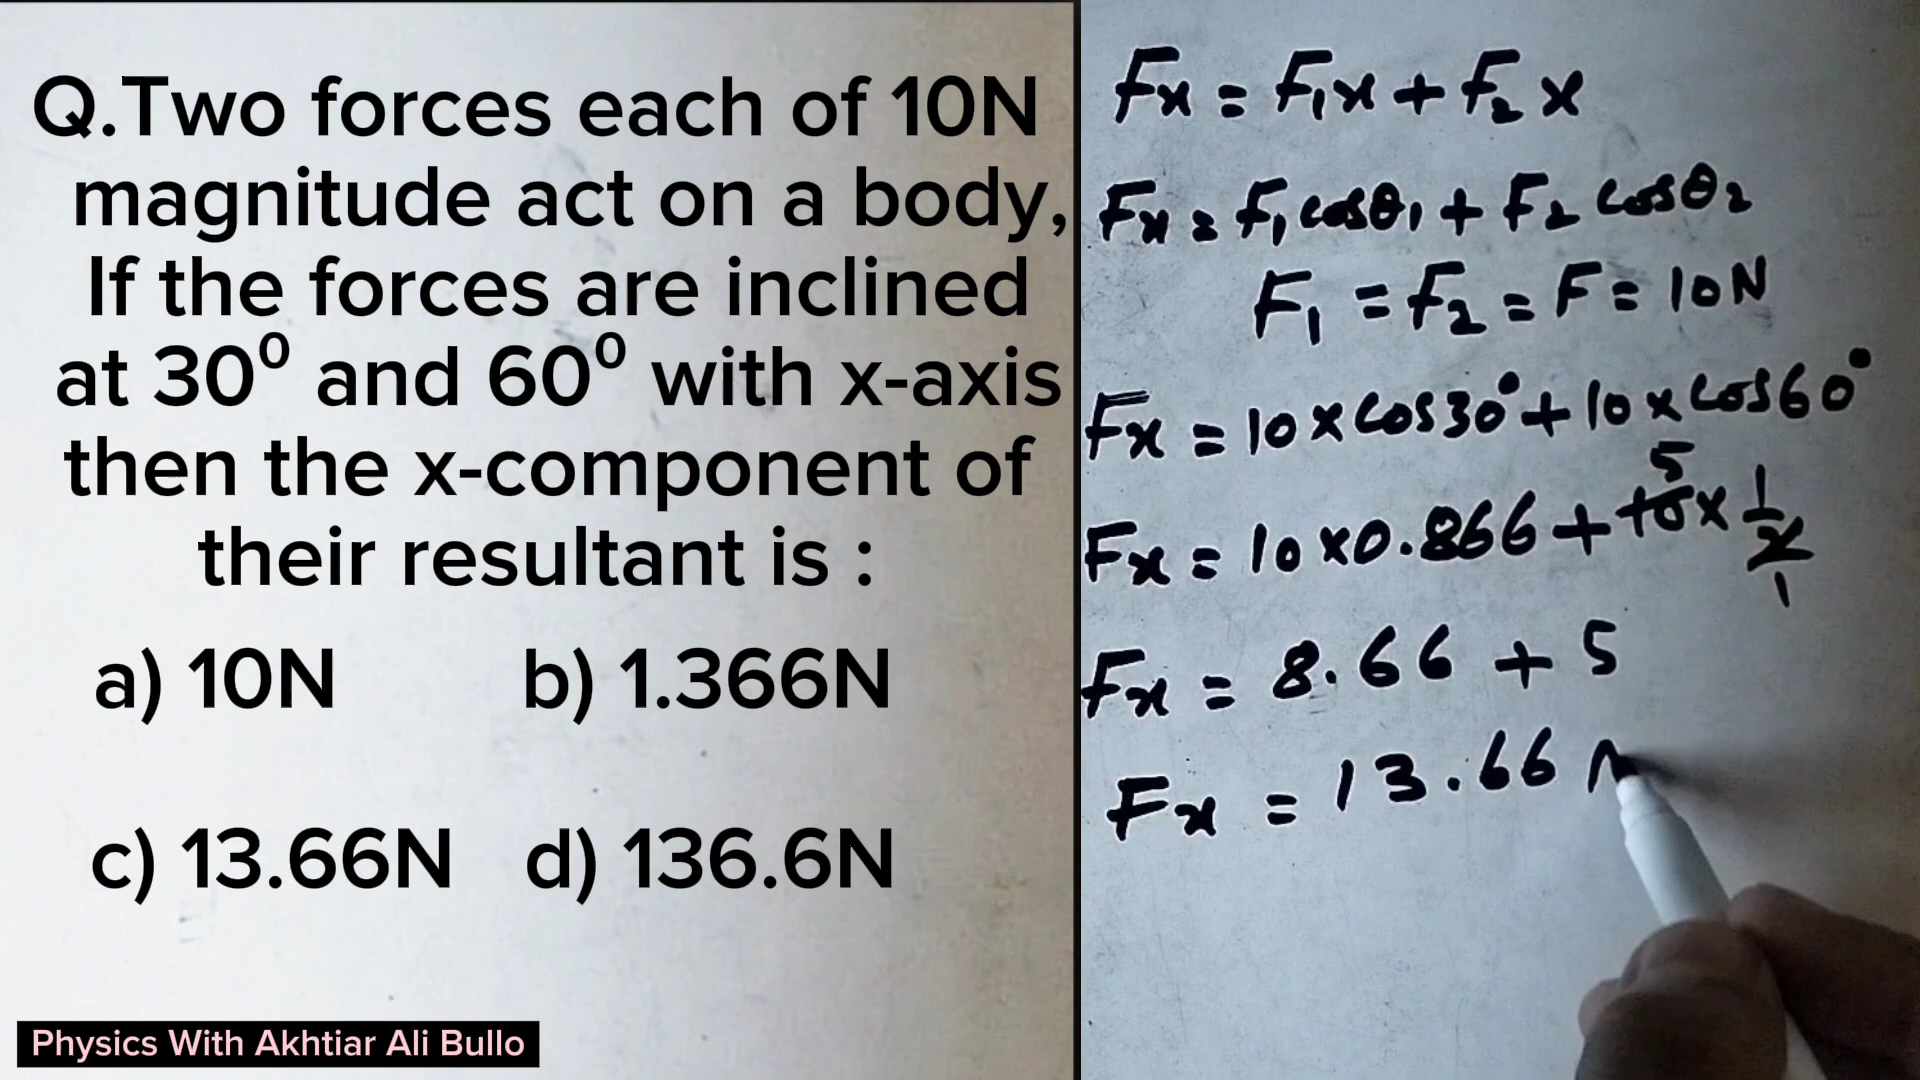 Q.Two forces each of 10N
magnitude act on a body,
If the forces are inclined
at 30⁰ and 60⁰ with x-axis
then the x-component of
their resultant is :
a) 10N b) 1.366N
c) 13.66N d) 136.6N
Physics With Akhtiar Ali Bullo
Fx = F₁x + F₂x
Fx = F₁cosθ₁ + F₂ cosθ₂
F₁ = F₂ = F = 10N
Fx = 10 x cos30° + 10 x cos60°
5
Fx = 10 x 0.866 + 10 x 1/2
1
Fx = 8.66 + 5
Fx = 13.66 N